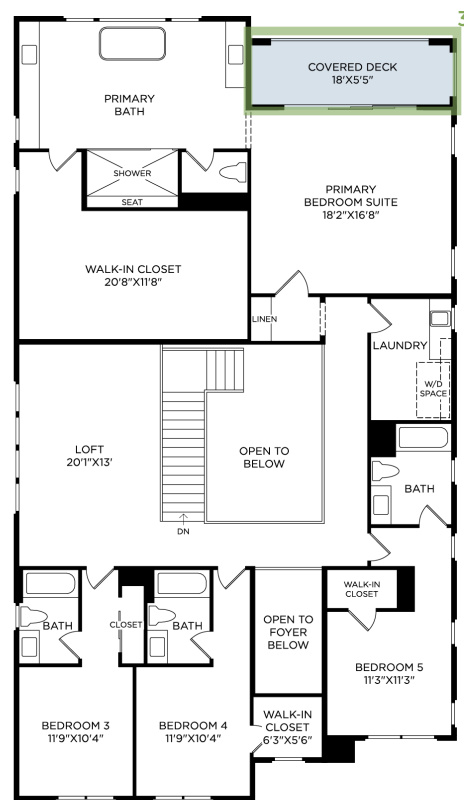 3
COVERED DECK
18'X5'5"
PRIMARY
BATH
SHOWER
SEAT
PRIMARY
BEDROOM SUITE
18'2"X16'8"
WALK-IN CLOSET
20'8"X11'8"
LINEN
LAUNDRY
W/D
SPACE
LOFT
20'1"X13'
OPEN TO
BELOW
DN
BATH
WALK-IN
CLOSET
BATH
CLOSET
BATH
OPEN TO
FOYER
BELOW
BEDROOM 5
11'3"X11'3"
BEDROOM 3
11'9"X10'4"
BEDROOM 4
11'9"X10'4"
WALK-IN
CLOSET
6'3"X5'6"